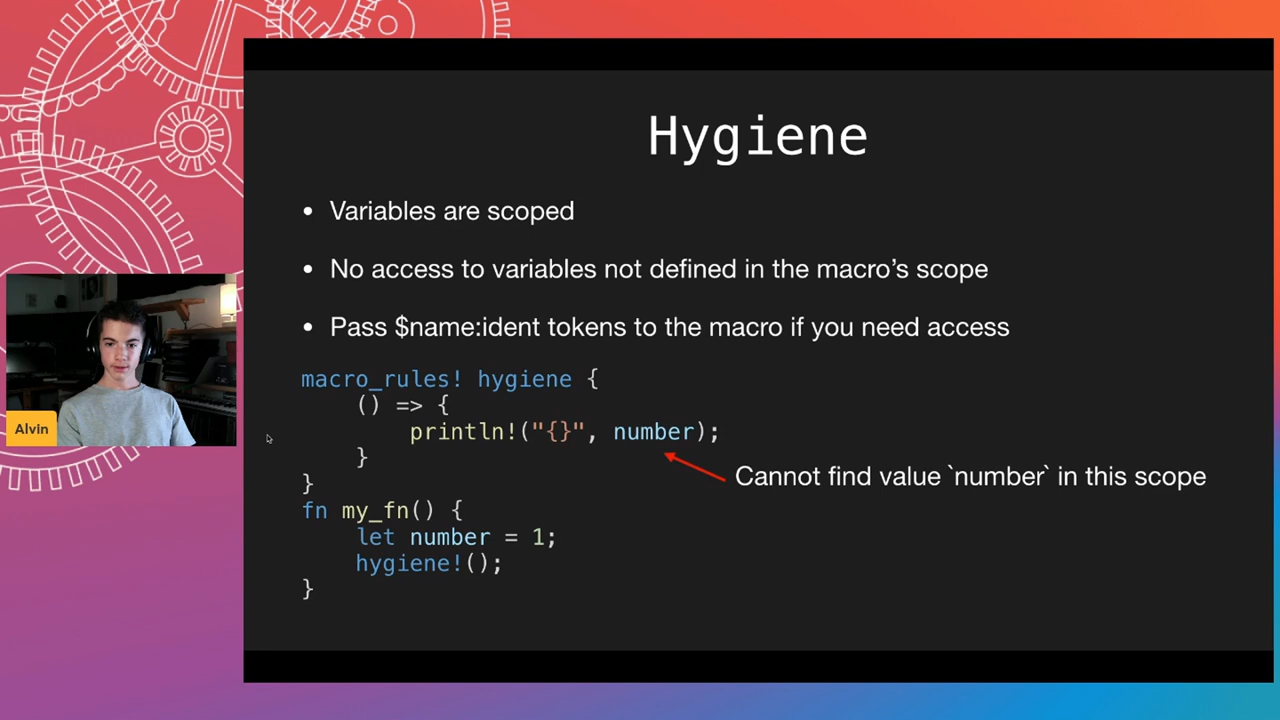 Hygiene
• Variables are scoped
• No access to variables not defined in the macro’s scope
• Pass $name:ident tokens to the macro if you need access
macro_rules! hygiene {
    () => {
        println!("{}", number);
    }
}
Cannot find value `number` in this scope
fn my_fn() {
    let number = 1;
    hygiene!();
}
Alvin